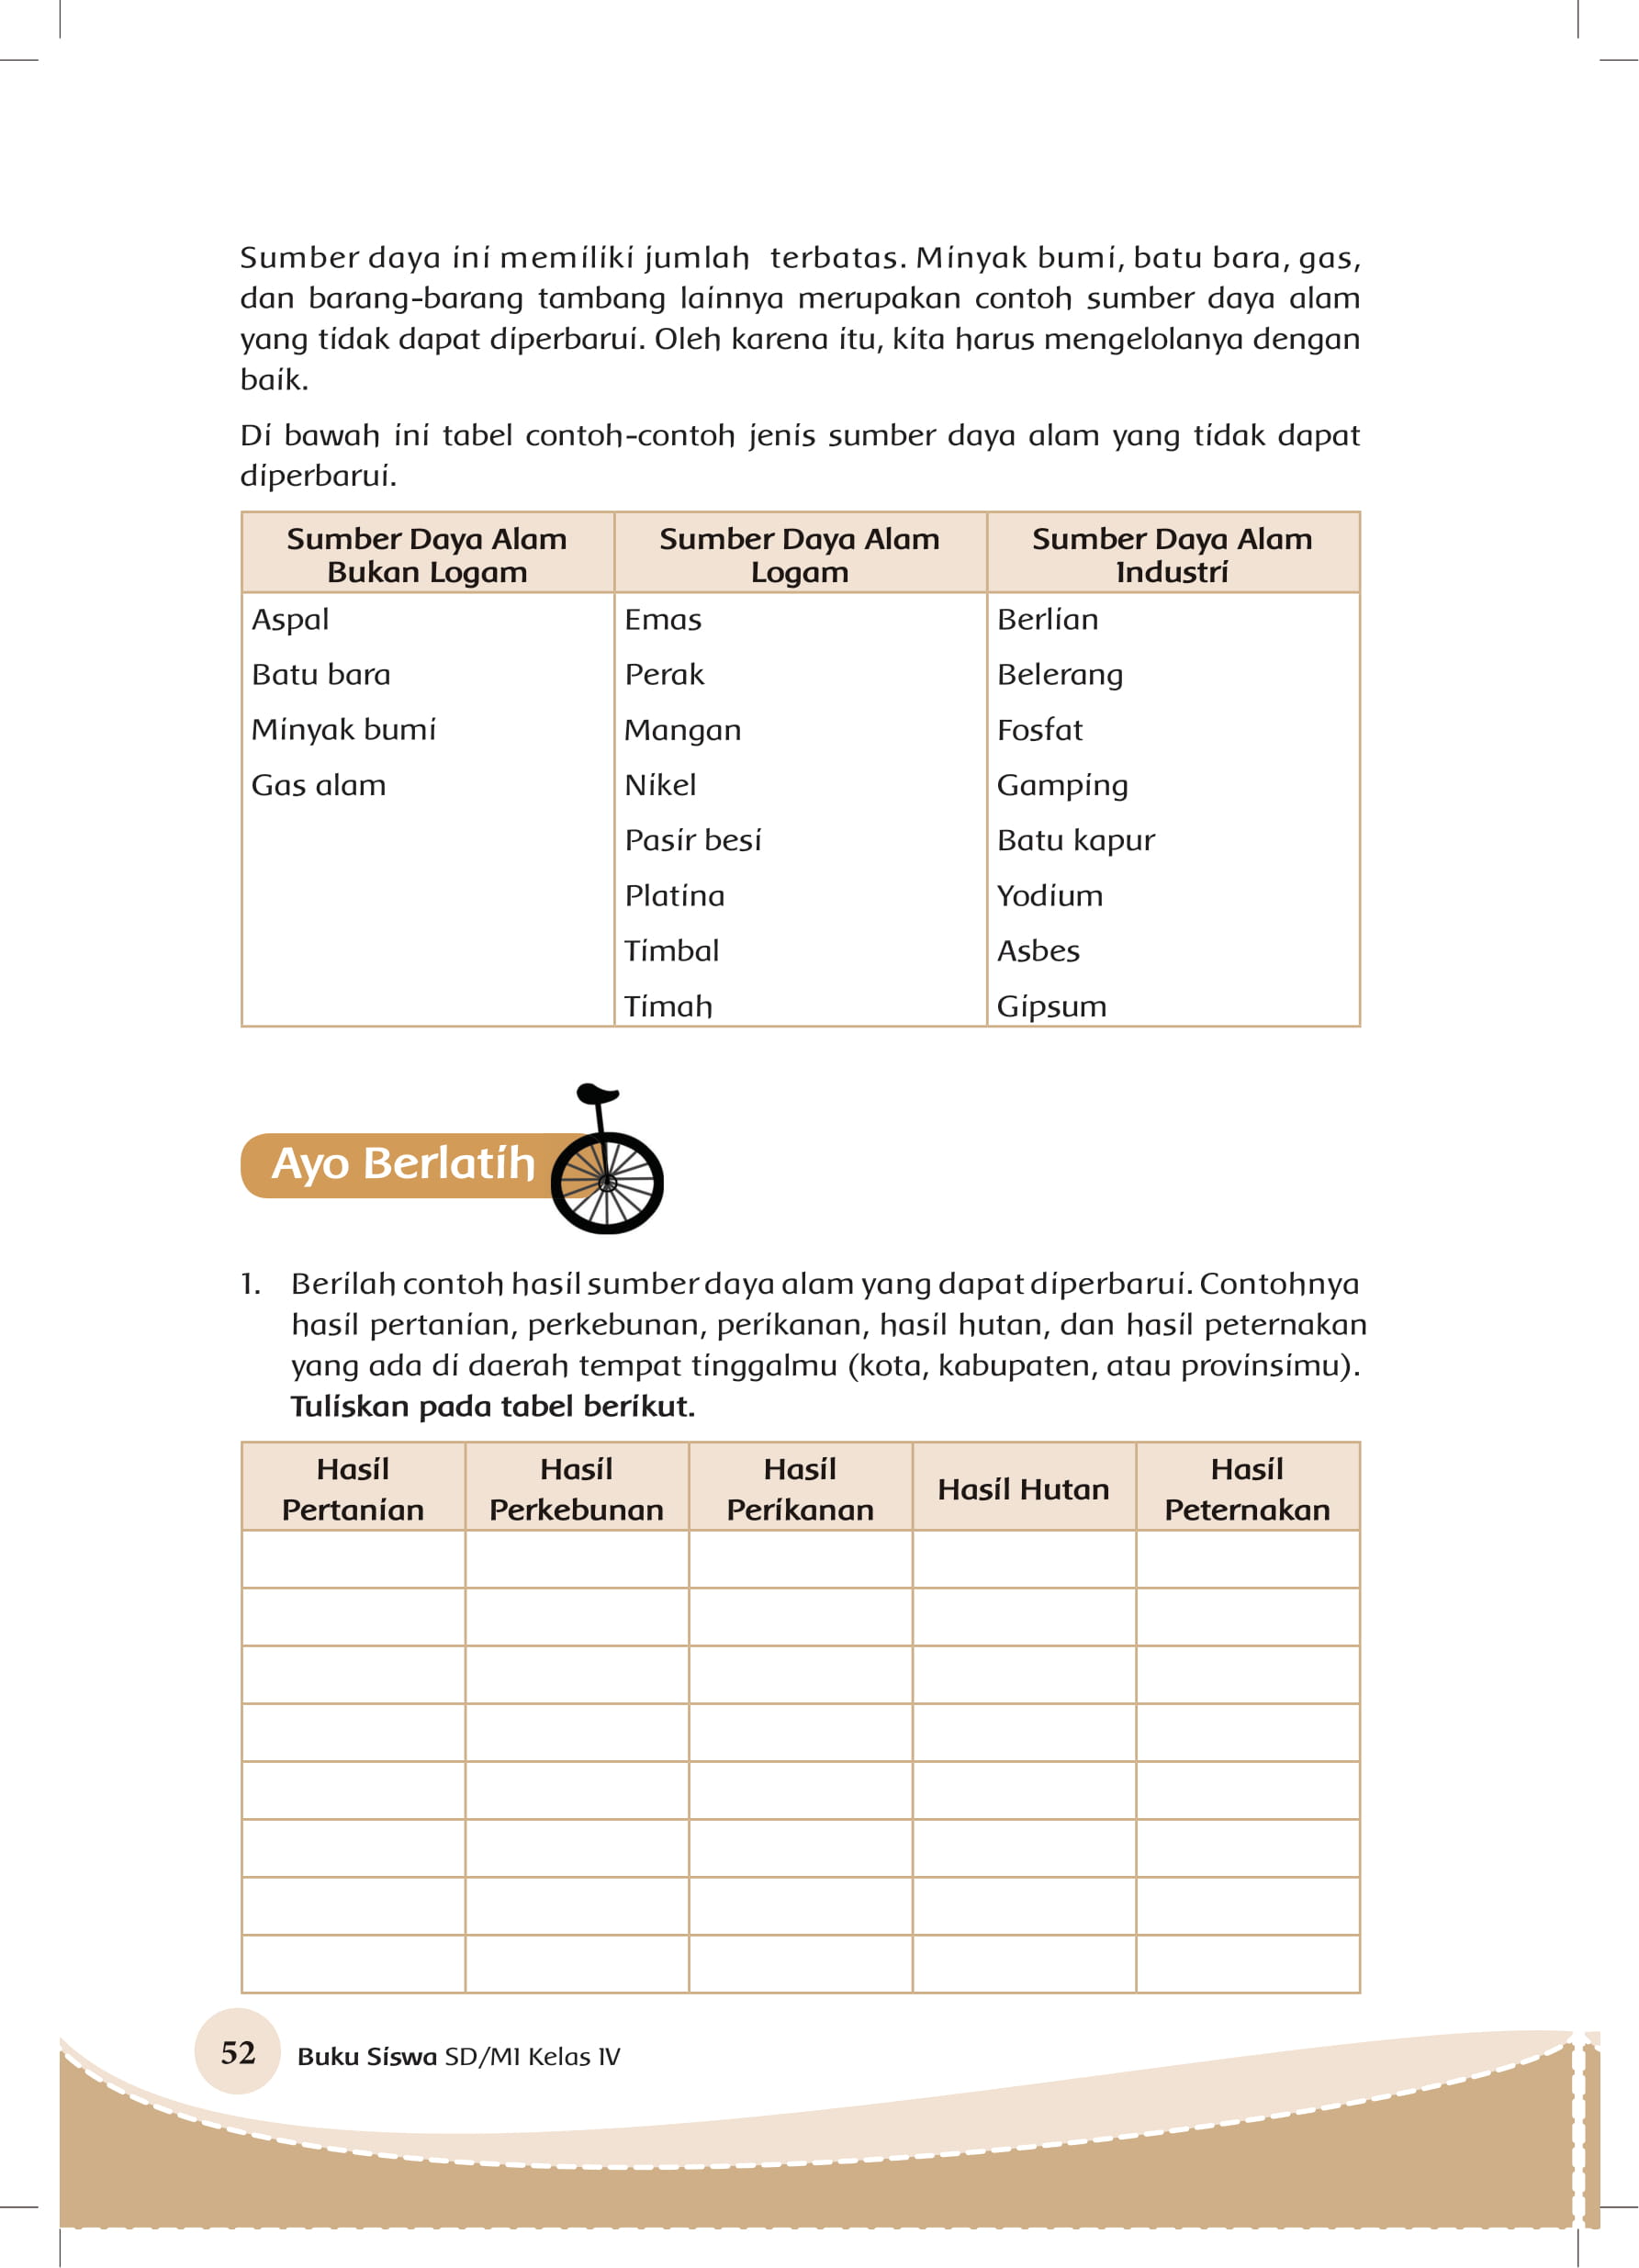 Sumber daya ini memiliki jumlah terbatas. Minyak bumi, batu bara, gas,
dan barang-barang tambang lainnya merupakan contoh sumber daya alam
yang tidak dapat diperbarui. Oleh karena itu, kita harus mengelolanya dengan
baik.
Di bawah ini tabel contoh-contoh jenis sumber daya alam yang tidak dapat
diperbarui.
Sumber Daya Alam
Bukan Logam
Sumber Daya Alam
Logam
Sumber Daya Alam
Industri
Aspal
Emas
Berlian
Batu bara
Perak
Belerang
Minyak bumi
Mangan
Fosfat
Gas alam
Nikel
Gamping
Pasir besi
Batu kapur
Platina
Yodium
Timbal
Asbes
Timah
Gipsum
Ayo Berlatih
1. Berilah contoh hasil sumber daya alam yang dapat diperbarui. Contohnya
hasil pertanian, perkebunan, perikanan, hasil hutan, dan hasil peternakan
yang ada di daerah tempat tinggalmu (kota, kabupaten, atau provinsimu).
Tuliskan pada tabel berikut.
Hasil
Pertanian
Hasil
Perkebunan
Hasil
Perikanan
Hasil Hutan
Hasil
Peternakan
52 Buku Siswa SD/MI Kelas IV